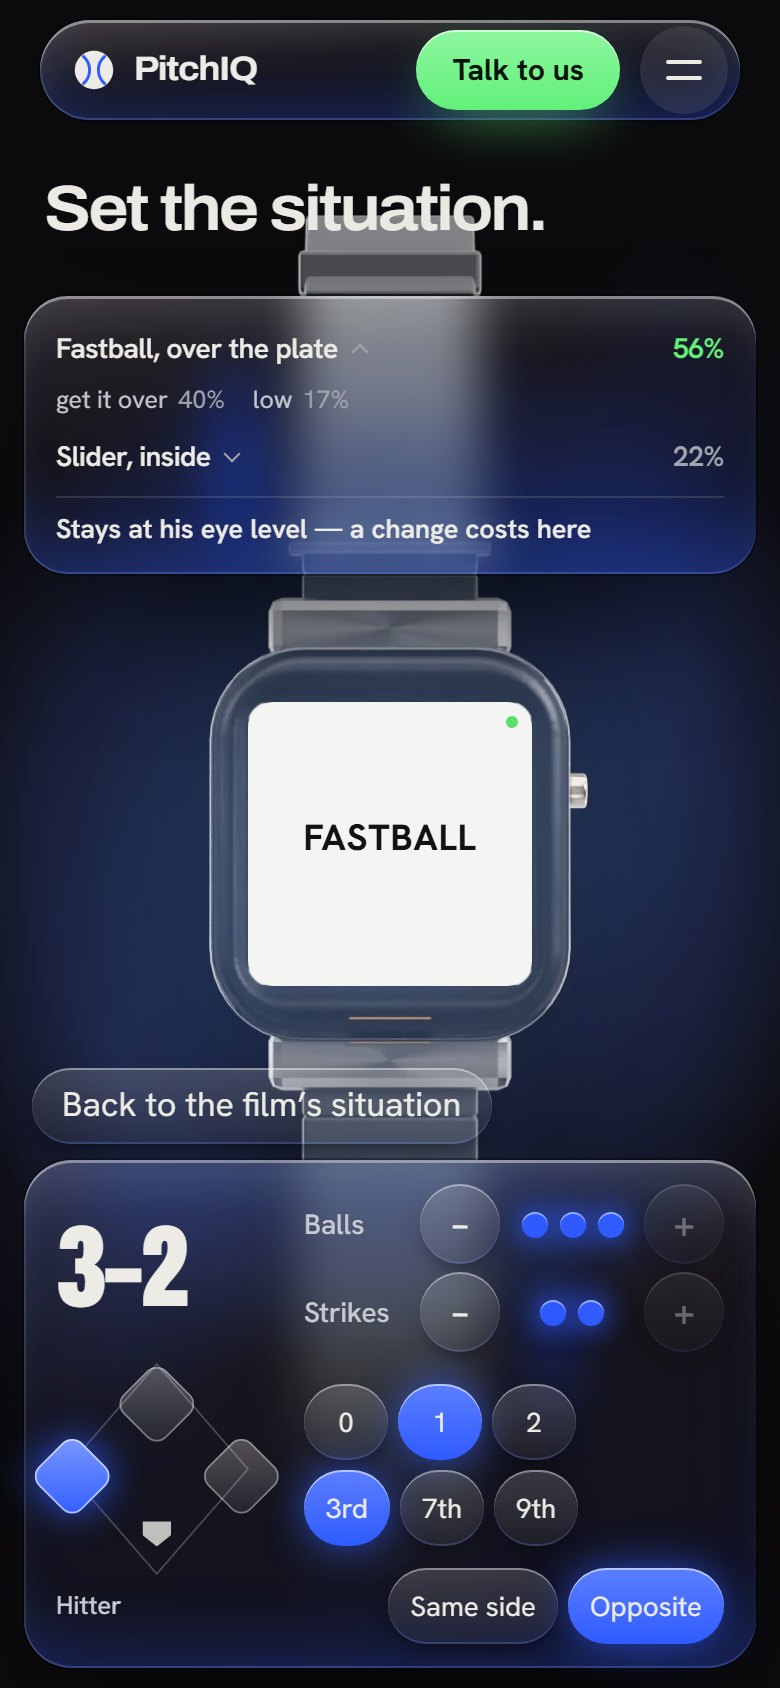 PitchIQ
Talk to us
Set the situation.
Fastball, over the plate
56%
get it over 40% low 17%
Slider, inside
22%
Stays at his eye level — a change costs here
FASTBALL
Back to the film’s situation
3–2
Balls
−
+
Strikes
−
+
0 1 2
3rd 7th 9th
Hitter
Same side
Opposite